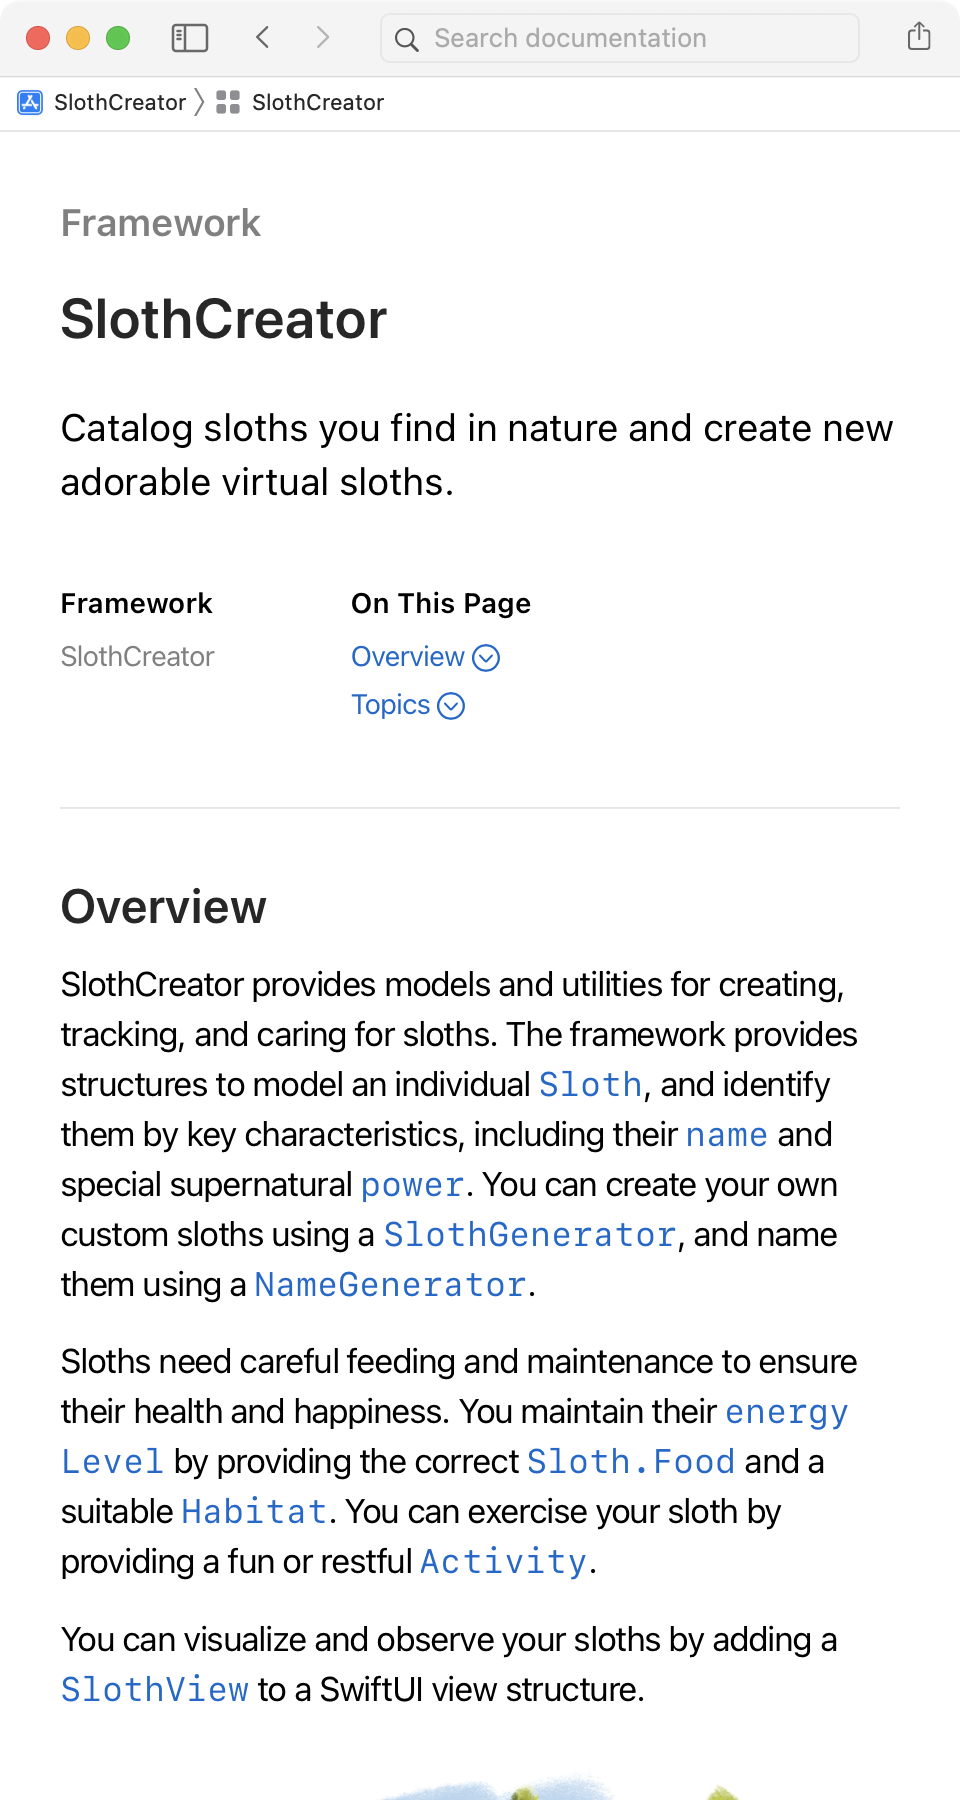 Search documentation
SlothCreator SlothCreator
Framework
SlothCreator
Catalog sloths you find in nature and create new
adorable virtual sloths.
Framework
SlothCreator
On This Page
Overview
Topics
Overview
SlothCreator provides models and utilities for creating,
tracking, and caring for sloths. The framework provides
structures to model an individual Sloth, and identify
them by key characteristics, including their name and
special supernatural power. You can create your own
custom sloths using a SlothGenerator, and name
them using a NameGenerator.
Sloths need careful feeding and maintenance to ensure
their health and happiness. You maintain their energy
Level by providing the correct Sloth.Food and a
suitable Habitat. You can exercise your sloth by
providing a fun or restful Activity.
You can visualize and observe your sloths by adding a
SlothView to a SwiftUI view structure.